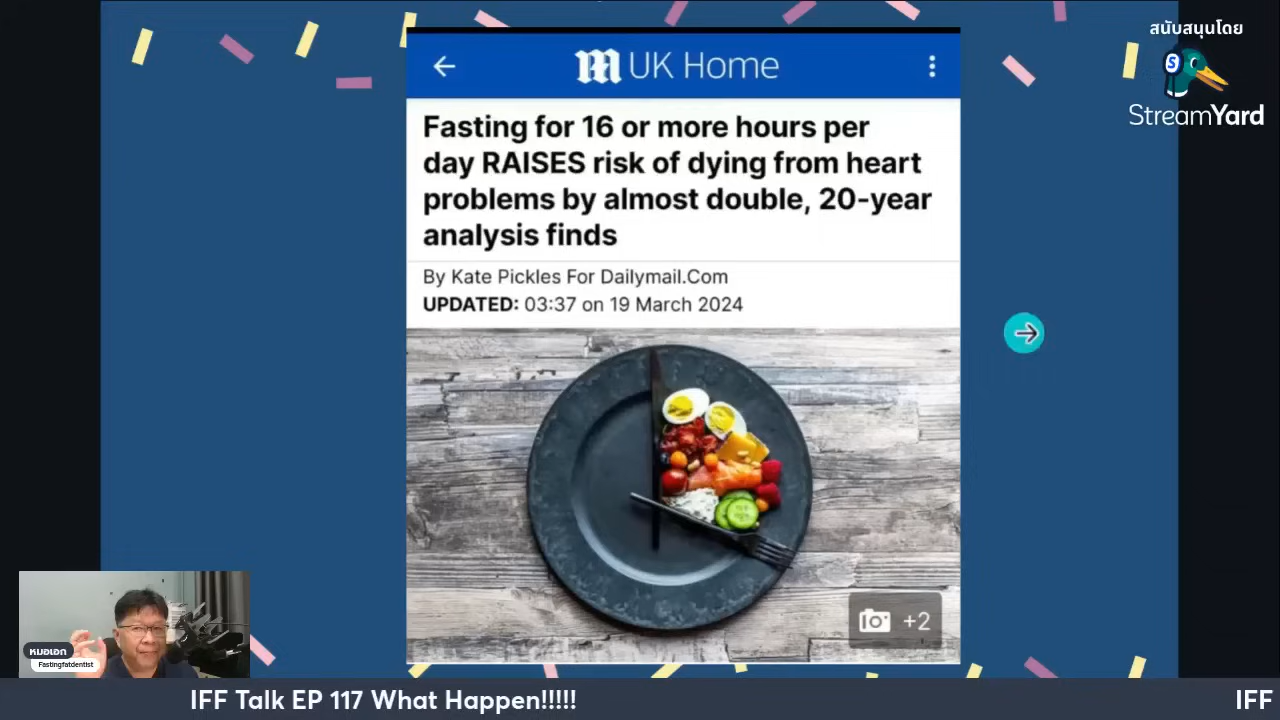 สนับสนุนโดย
StreamYard
UK Home
Fasting for 16 or more hours per
day RAISES risk of dying from heart
problems by almost double, 20-year
analysis finds
By Kate Pickles For Dailymail.Com
UPDATED: 03:37 on 19 March 2024
+2
หมอเอก
Fastingfatdentist
IFF Talk EP 117 What Happen!!!!!
IFF